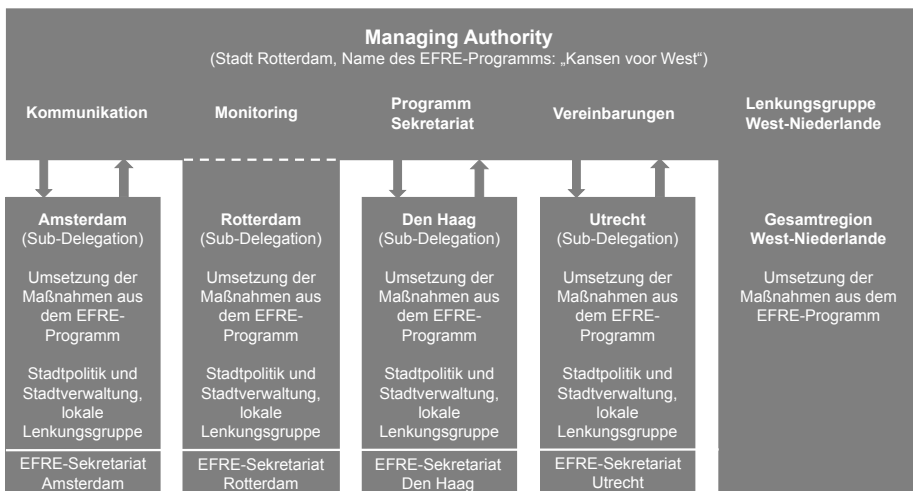 Managing Authority
(Stadt Rotterdam, Name des EFRE-Programms: „Kansen voor West“)
Kommunikation
Monitoring
Programm
Sekretariat
Vereinbarungen
Lenkungsgruppe
West-Niederlande
Amsterdam
(Sub-Delegation)
Umsetzung der
Maßnahmen aus
dem EFRE-
Programm
Stadtpolitik und
Stadtverwaltung,
lokale
Lenkungsgruppe
EFRE-Sekretariat
Amsterdam
Rotterdam
(Sub-Delegation)
Umsetzung der
Maßnahmen aus
dem EFRE-
Programm
Stadtpolitik und
Stadtverwaltung,
lokale
Lenkungsgruppe
EFRE-Sekretariat
Rotterdam
Den Haag
(Sub-Delegation)
Umsetzung der
Maßnahmen aus
dem EFRE-
Programm
Stadtpolitik und
Stadtverwaltung,
lokale
Lenkungsgruppe
EFRE-Sekretariat
Den Haag
Utrecht
(Sub-Delegation)
Umsetzung der
Maßnahmen aus
dem EFRE-
Programm
Stadtpolitik und
Stadtverwaltung,
lokale
Lenkungsgruppe
EFRE-Sekretariat
Utrecht
Gesamtregion
West-Niederlande
Umsetzung der
Maßnahmen aus dem
EFRE-Programm